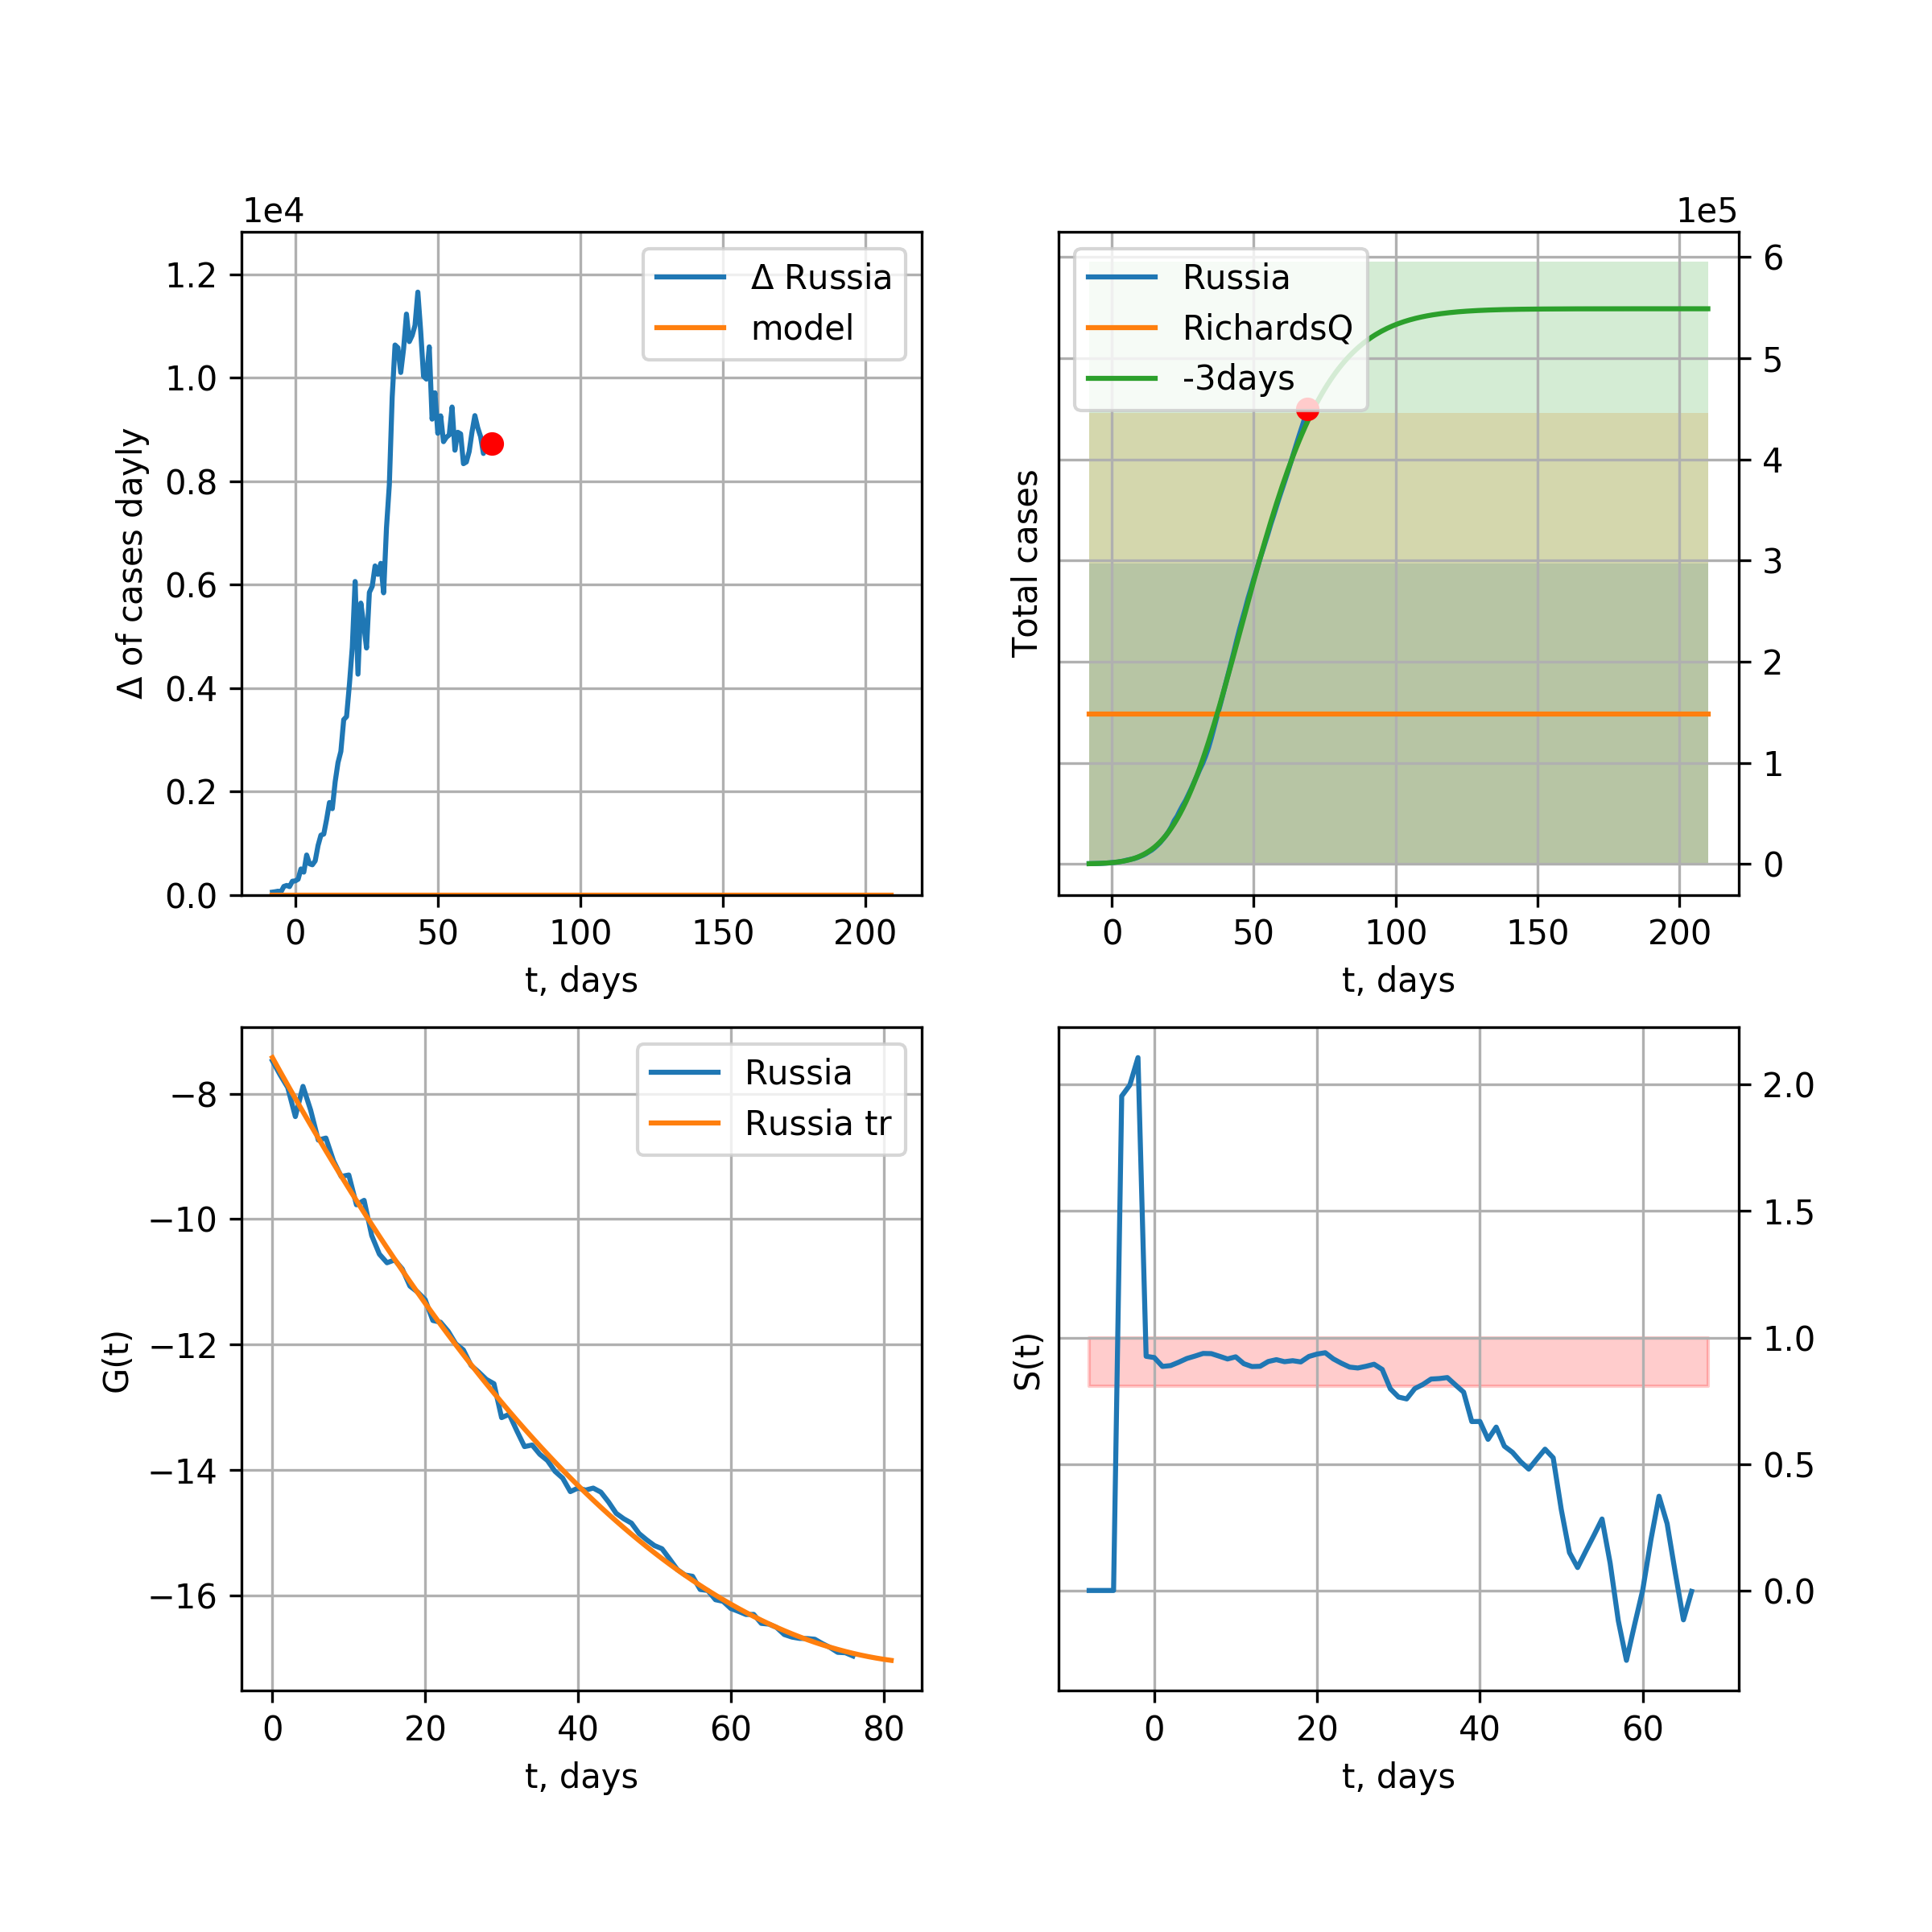 1e4
1.2
1.0
0.8
0.6
0.4
0.2
0.0
Δ of cases dayly
Δ Russia
model
0 50 100 150 200
t, days
1e5
6
5
4
3
2
1
0
Total cases
Russia
RichardsQ
-3days
0 50 100 150 200
t, days
−8
−10
−12
−14
−16
G(t)
Russia
Russia tr
0 20 40 60 80
t, days
2.0
1.5
1.0
0.5
0.0
S(t)
0 20 40 60
t, days